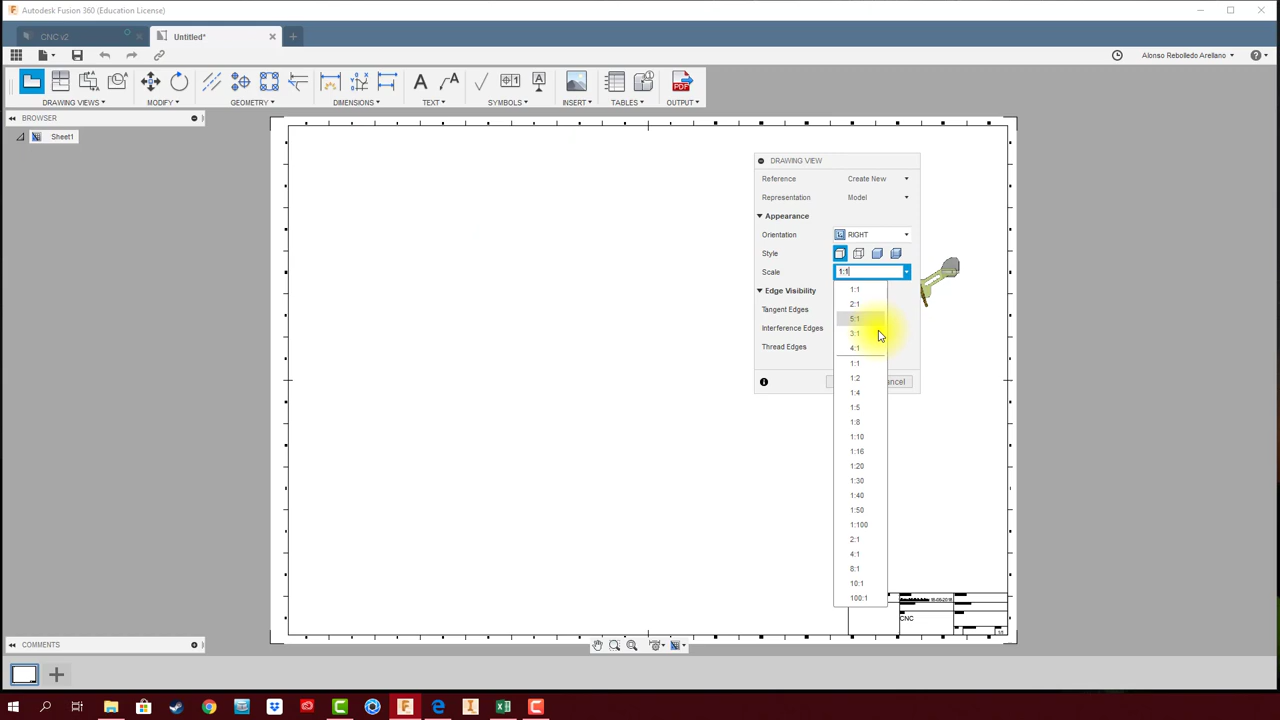 Autodesk Fusion 360 (Education License)
CNC v2
Untitled*
Alonso Rebolledo Arellano
DRAWING VIEWS
MODIFY
GEOMETRY
DIMENSIONS
TEXT
SYMBOLS
INSERT
TABLES
OUTPUT
PDF
BROWSER
Sheet1
DRAWING VIEW
Reference Create New
Representation Model
Appearance
Orientation RIGHT
Style
Scale 1:1
Edge Visibility
Tangent Edges
Interference Edges
Thread Edges
1:1
2:1
5:1
3:1
4:1
1:1
1:2
1:4
1:5
1:8
1:10
1:16
1:20
1:30
1:40
1:50
1:100
2:1
4:1
8:1
10:1
100:1
ancel
CNC
COMMENTS